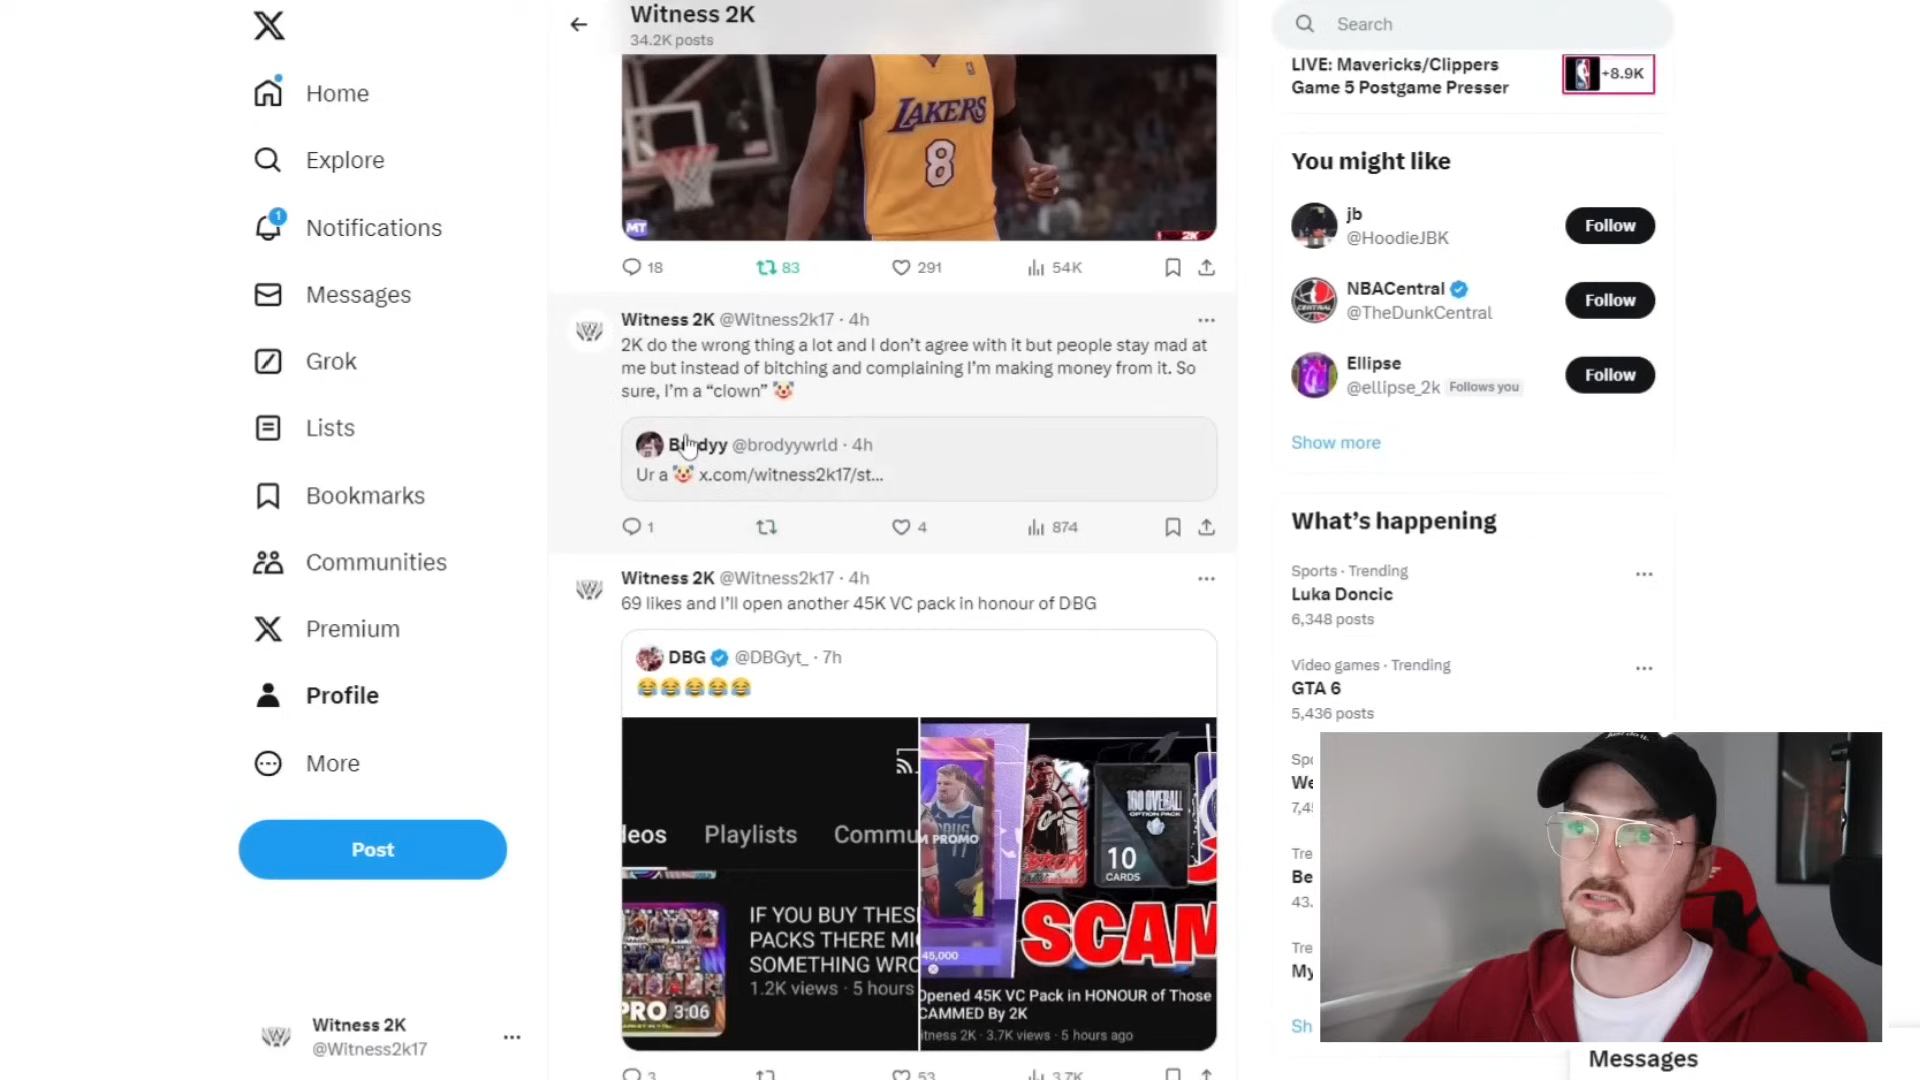 Home
Explore
1
Notifications
Messages
Grok
Lists
Bookmarks
Communities
Premium
Profile
More
Post
Witness 2K
@Witness2k17
Witness 2K
34.2K posts
LAKERS
8
MT
2K
18 83 291 54K
Witness 2K @Witness2k17 · 4h
2K do the wrong thing a lot and I don't agree with it but people stay mad at
me but instead of bitching and complaining I'm making money from it. So
sure, I'm a "clown" 🤡
Brodyy @brodyywrld · 4h
Ur a 🤡 x.com/witness2k17/st...
1 4 874
Witness 2K @Witness2k17 · 4h
69 likes and I'll open another 45K VC pack in honour of DBG
DBG @DBGyt_ · 7h
😂😂😂😂😂
deos Playlists Commu
IF YOU BUY THES
PACKS THERE MI
SOMETHING WRO
1.2K views · 5 hours
PRO 3:06
M PROMO
45,000
100 OVERALL
OPTION PACK
10
CARDS
SCAM
Opened 45K VC Pack in HONOUR of Those
CAMMED By 2K
itness 2K · 3.7K views · 5 hours ago
3 53 3.7K
Search
LIVE: Mavericks/Clippers
Game 5 Postgame Presser
+8.9K
You might like
jb
@HoodieJBK
Follow
NBACentral
@TheDunkCentral
Follow
Ellipse
@ellipse_2k Follows you
Follow
Show more
What's happening
Sports · Trending
Luka Doncic
6,348 posts
Video games · Trending
GTA 6
5,436 posts
Spo
We
7,4
Tre
Be
43.
Tre
My
Sh
Messages